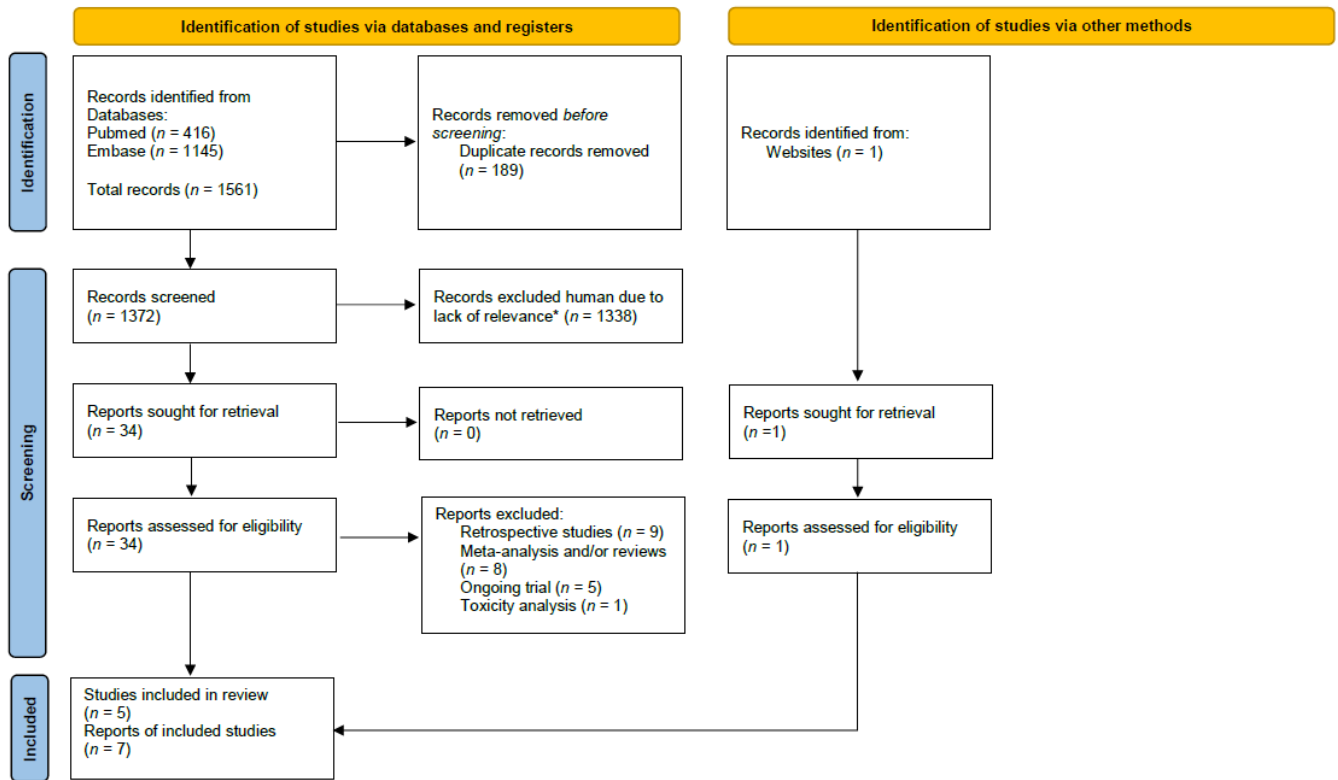 Identification of studies via databases and registers
Identification of studies via other methods
Identification
Records identified from
Databases:
Pubmed (n = 416)
Embase (n = 1145)
Total records (n = 1561)
Records removed before
screening:
Duplicate records removed
(n = 189)
Records identified from:
Websites (n = 1)
Screening
Records screened
(n = 1372)
Records excluded human due to
lack of relevance* (n = 1338)
Reports sought for retrieval
(n = 34)
Reports not retrieved
(n = 0)
Reports sought for retrieval
(n =1)
Reports assessed for eligibility
(n = 34)
Reports excluded:
Retrospective studies (n = 9)
Meta-analysis and/or reviews
(n = 8)
Ongoing trial (n = 5)
Toxicity analysis (n = 1)
Reports assessed for eligibility
(n = 1)
Included
Studies included in review
(n = 5)
Reports of included studies
(n = 7)